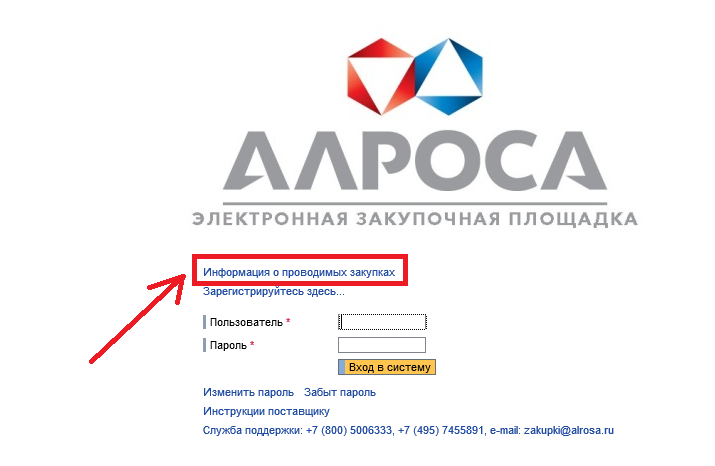 АЛРОСА
ЭЛЕКТРОННАЯ ЗАКУПОЧНАЯ ПЛОЩАДКА
Информация о проводимых закупках
Зарегистрируйтесь здесь...
Пользователь *
Пароль *
Вход в систему
Изменить пароль Забыт пароль
Инструкции поставщику
Служба поддержки: +7 (800) 5006333, +7 (495) 7455891, e-mail: zakupki@alrosa.ru